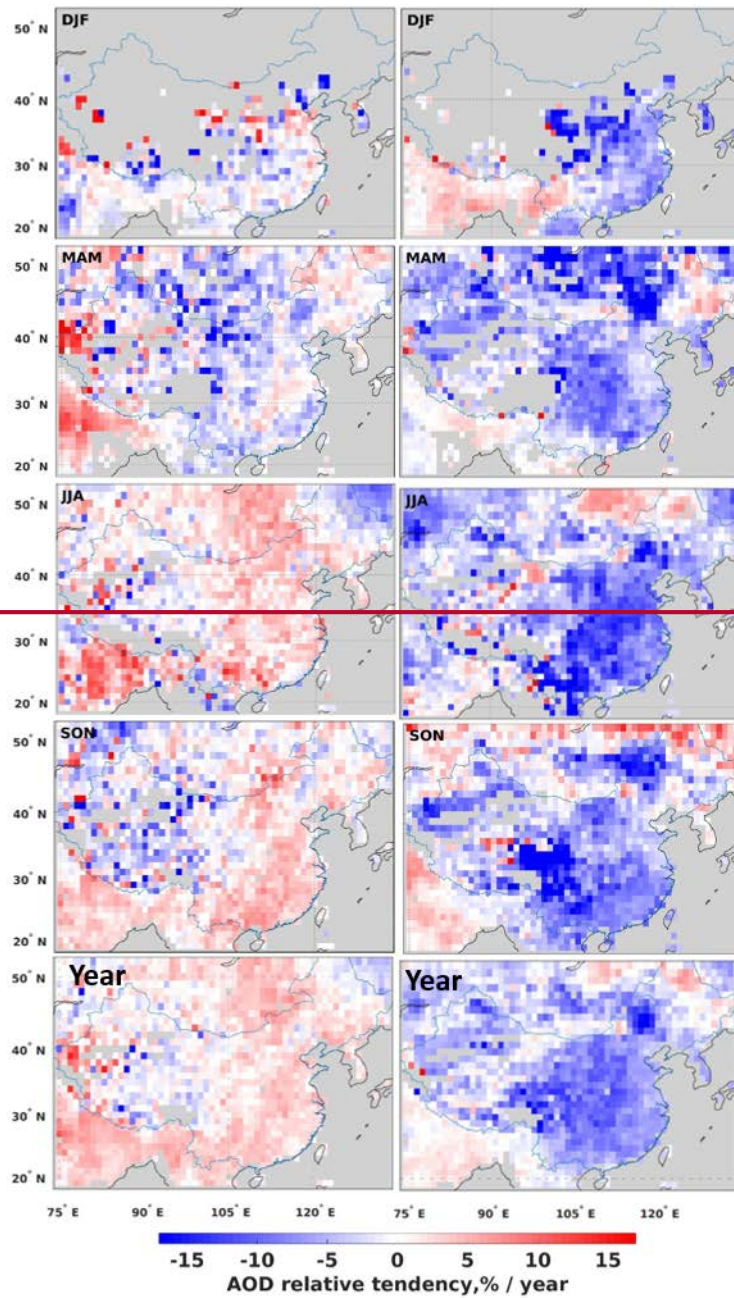 DJF
DJF
50° N
40° N
30° N
20° N
MAM
MAM
50° N
40° N
30° N
20° N
JJA
JJA
50° N
40° N
30° N
20° N
SON
SON
50° N
40° N
30° N
20° N
Year
Year
50° N
40° N
30° N
20° N
75° E 90° E 105° E 120° E 75° E 90° E 105° E 120° E
-15 -10 -5 0 5 10 15
AOD relative tendency,% / year